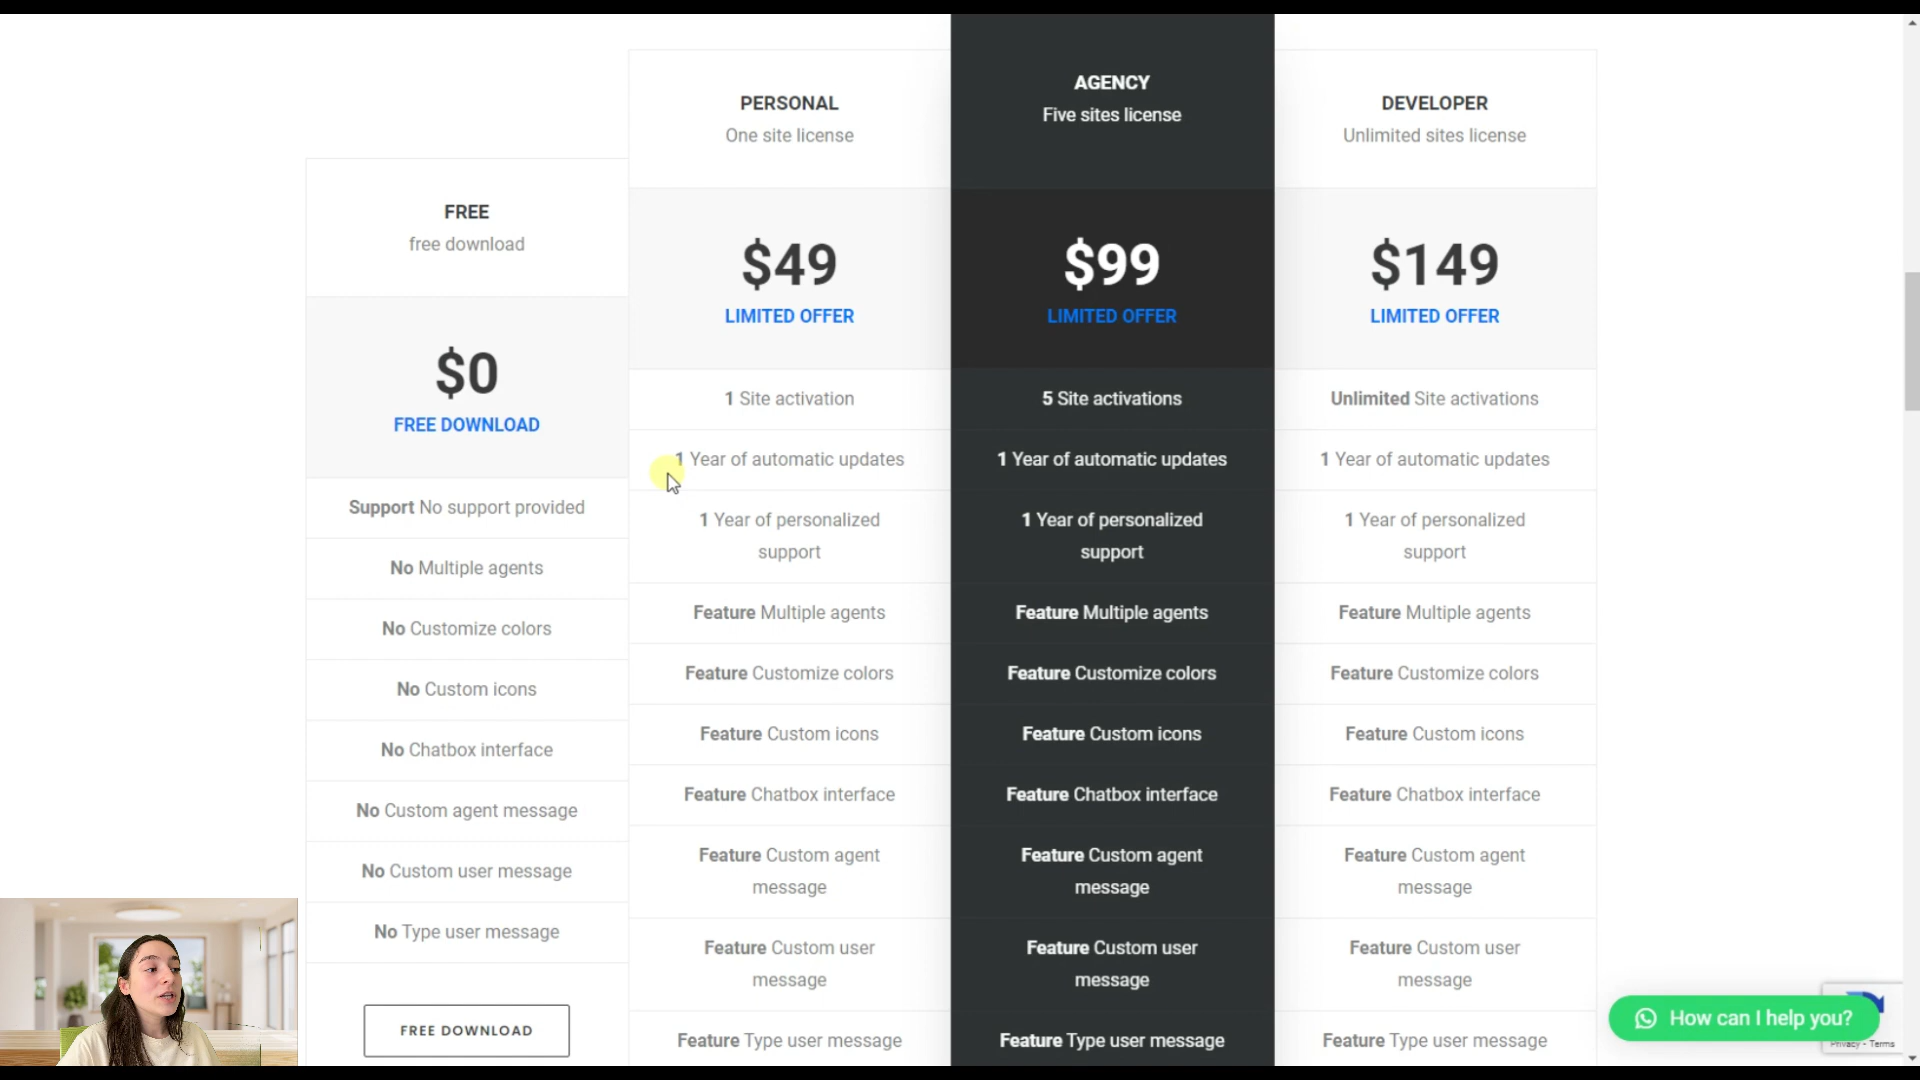 FREE
free download
$0
FREE DOWNLOAD
Support No support provided
No Multiple agents
No Customize colors
No Custom icons
No Chatbox interface
No Custom agent message
No Custom user message
No Type user message
FREE DOWNLOAD
PERSONAL
One site license
$49
LIMITED OFFER
1 Site activation
1 Year of automatic updates
1 Year of personalized
support
Feature Multiple agents
Feature Customize colors
Feature Custom icons
Feature Chatbox interface
Feature Custom agent
message
Feature Custom user
message
Feature Type user message
AGENCY
Five sites license
$99
LIMITED OFFER
5 Site activations
1 Year of automatic updates
1 Year of personalized
support
Feature Multiple agents
Feature Customize colors
Feature Custom icons
Feature Chatbox interface
Feature Custom agent
message
Feature Custom user
message
Feature Type user message
DEVELOPER
Unlimited sites license
$149
LIMITED OFFER
Unlimited Site activations
1 Year of automatic updates
1 Year of personalized
support
Feature Multiple agents
Feature Customize colors
Feature Custom icons
Feature Chatbox interface
Feature Custom agent
message
Feature Custom user
message
Feature Type user message
How can I help you?
Privacy - Terms